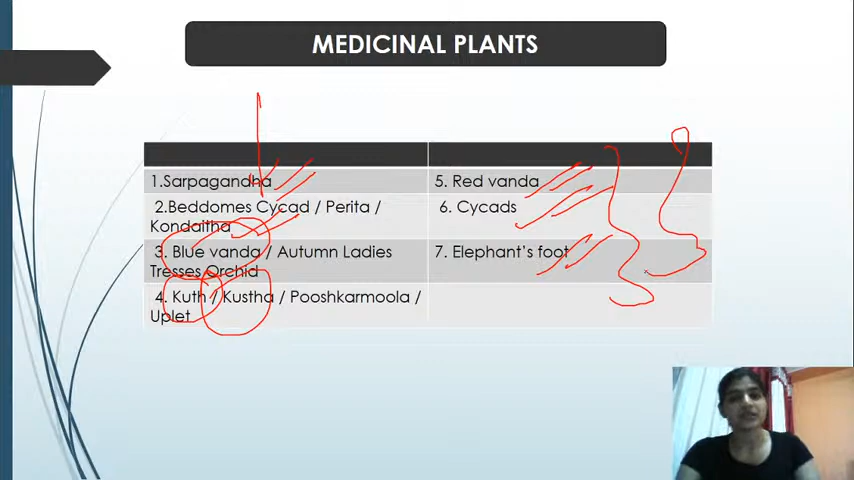 MEDICINAL PLANTS
1.Sarpagandha
2.Beddomes Cycad / Perita /
Kondaitha
3. Blue vanda / Autumn Ladies
Tresses Orchid
4. Kuth / Kustha / Pooshkarmoola /
Uplet
5. Red vanda
6. Cycads
7. Elephant's foot